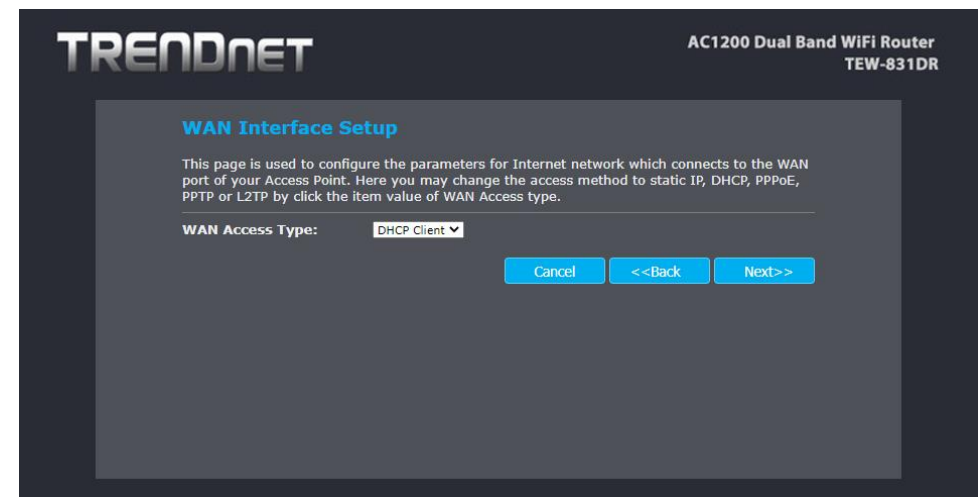 TRENDNET
AC1200 Dual Band WiFi Router
TEW-831DR
WAN Interface Setup
This page is used to configure the parameters for Internet network which connects to the WAN
port of your Access Point. Here you may change the access method to static IP, DHCP, PPPoE,
PPTP or L2TP by click the item value of WAN Access type.
WAN Access Type: DHCP Client
Cancel <<Back Next>>